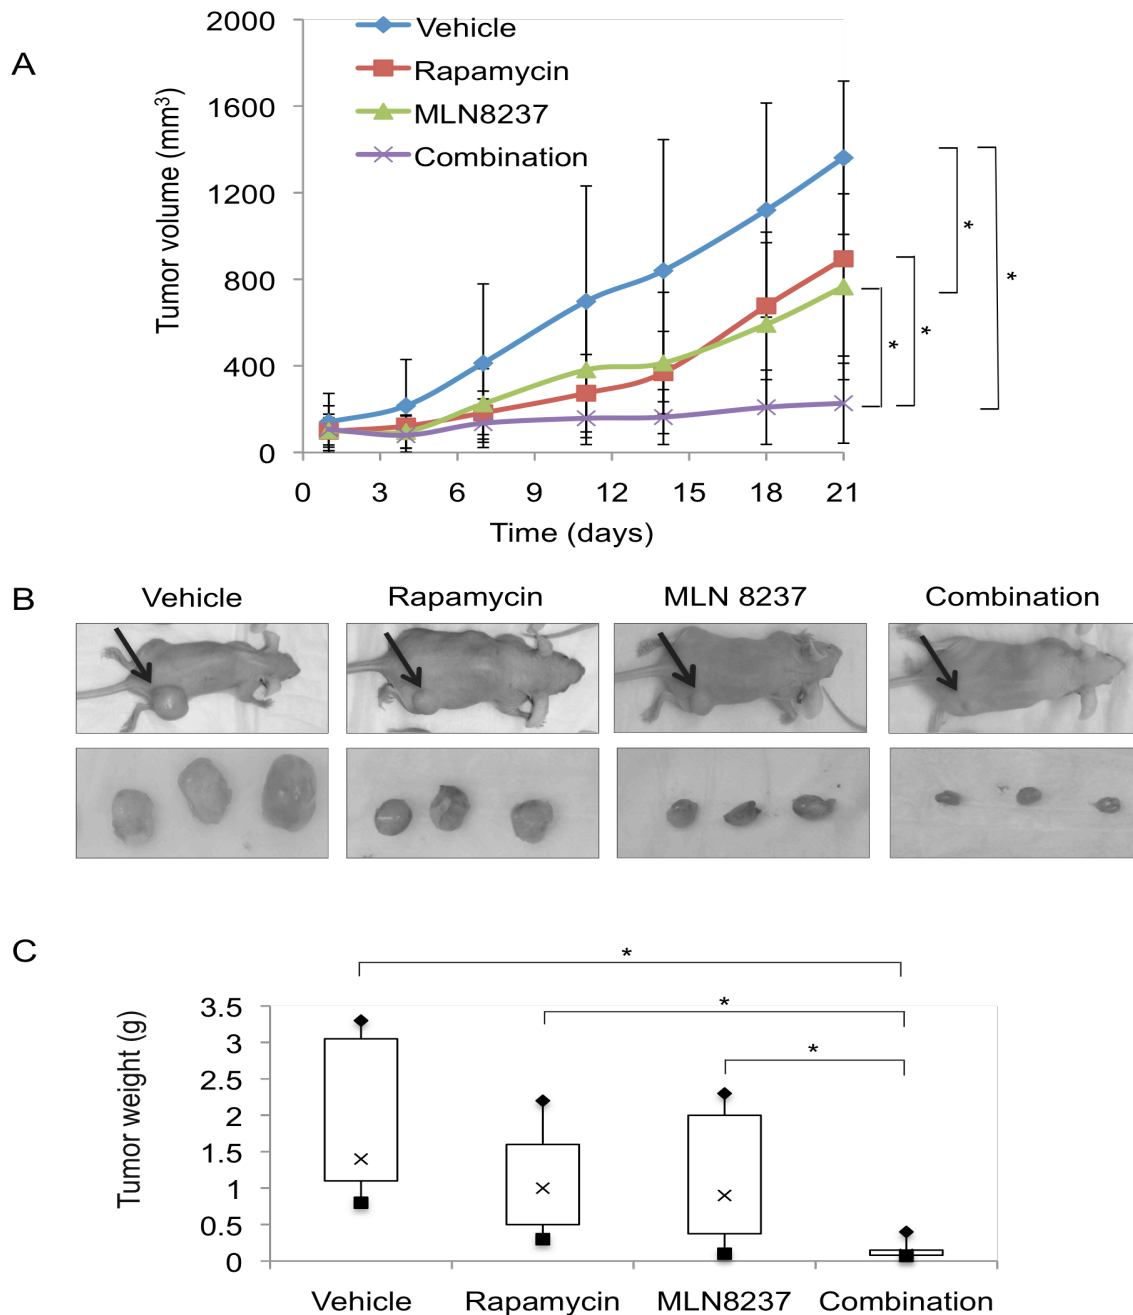 A
Tumor volume (mm³)
2000
1600
1200
800
400
0
Vehicle
Rapamycin
MLN8237
Combination
*
*
*
*
0 3 6 9 12 15 18 21
Time (days)
B
Vehicle Rapamycin MLN 8237 Combination
C
*
*
*
Tumor weight (g)
3.5
3
2.5
2
1.5
1
0.5
0
Vehicle Rapamycin MLN8237 Combination